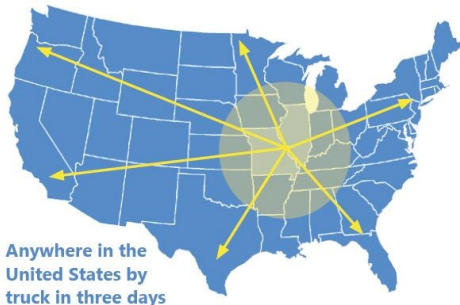 Anywhere in the
United States by
truck in three days